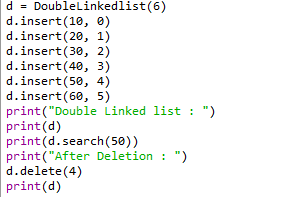 d = DoubleLinkedlist(6)
d.insert(10, 0)
d.insert(20, 1)
d.insert(30, 2)
d.insert(40, 3)
d.insert(50, 4)
d.insert(60, 5)
print("Double Linked list : ")
print(d)
print(d.search(50))
print("After Deletion : ")
d.delete(4)
print(d)